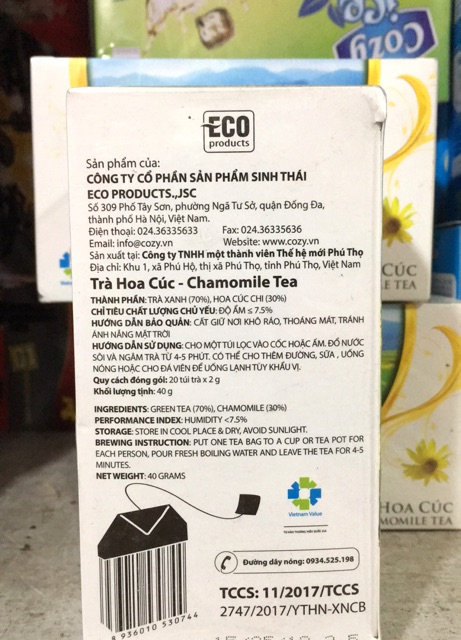 Cozy
ECO
products
Sản phẩm của:
CÔNG TY CỔ PHẦN SẢN PHẨM SINH THÁI
ECO PRODUCTS.,JSC
Số 309 Phố Tây Sơn, phường Ngã Tư Sở, quận Đống Đa,
thành phố Hà Nội, Việt Nam.
Điện thoại: 024.36335633 Fax: 024.35636536
Email: info@cozy.vn Website: www.cozy.vn
Sản xuất tại: Công ty TNHH một thành viên Thế hệ mới Phú Thọ
Địa chỉ: Khu 1, xã Phú Hộ, thị xã Phú Thọ, tỉnh Phú Thọ, Việt Nam
Trà Hoa Cúc - Chamomile Tea
THÀNH PHẦN: TRÀ XANH (70%), HOA CÚC CHI (30%)
CHỈ TIÊU CHẤT LƯỢNG CHỦ YẾU: ĐỘ ẨM ≤ 7.5%
HƯỚNG DẪN BẢO QUẢN: CẤT GIỮ NƠI KHÔ RÁO, THOÁNG MÁT, TRÁNH
ÁNH NẮNG MẶT TRỜI
HƯỚNG DẪN SỬ DỤNG: CHO MỘT TÚI LỌC VÀO CỐC HOẶC ẤM. ĐỔ NƯỚC
SÔI VÀ NGÂM TRÀ TỪ 4-5 PHÚT. CÓ THỂ CHO THÊM ĐƯỜNG, SỮA , UỐNG
NÓNG HOẶC CHO ĐÁ VIÊN ĐỂ UỐNG LẠNH TÙY KHẨU VỊ.
Quy cách đóng gói: 20 túi trà x 2 g
Khối lượng tịnh: 40 g
INGREDIENTS: GREEN TEA (70%), CHAMOMILE (30%)
PERFORMANCE INDEX: HUMIDITY <7.5%
STORAGE: STORE IN COOL PLACE & DRY, AVOID SUNLIGHT.
BREWING INSTRUCTION: PUT ONE TEA BAG TO A CUP OR TEA POT FOR
EACH PERSON, POUR FRESH BOILING WATER AND LEAVE THE TEA FOR 4-5
MINUTES.
NET WEIGHT: 40 GRAMS
Vietnam Value
Đường dây nóng: 0934.525.198
TCCS: 11/2017/TCCS
2747/2017/YTHN-XNCB
8 936010 530744
CÚC
E TEA
HOA CÚC
MOMILE TEA